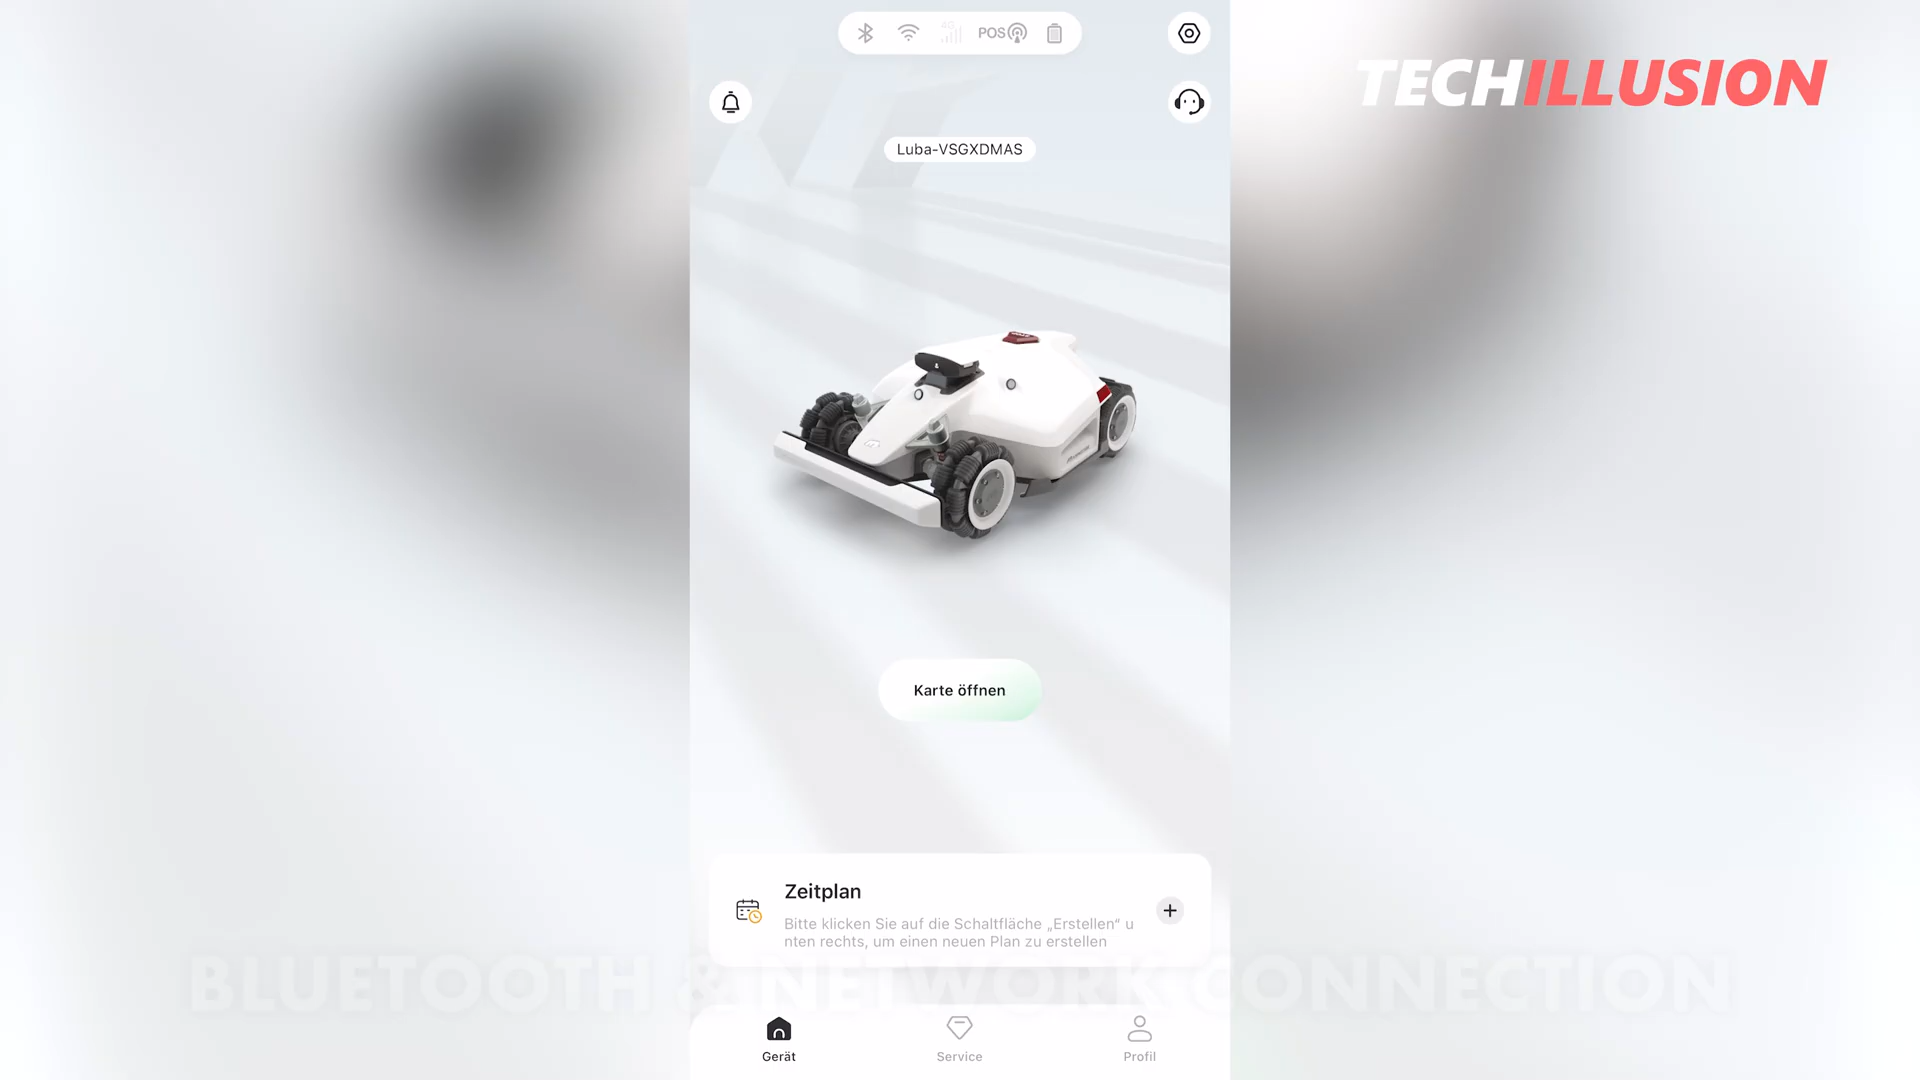 4G
POS
TECHILLUSION
Luba-VSGXDMAS
Karte öffnen
Zeitplan
Bitte klicken Sie auf die Schaltfläche „Erstellen“ u
nten rechts, um einen neuen Plan zu erstellen
BLUETOOTH & NETWORK CONNECTION
Gerät
Service
Profil